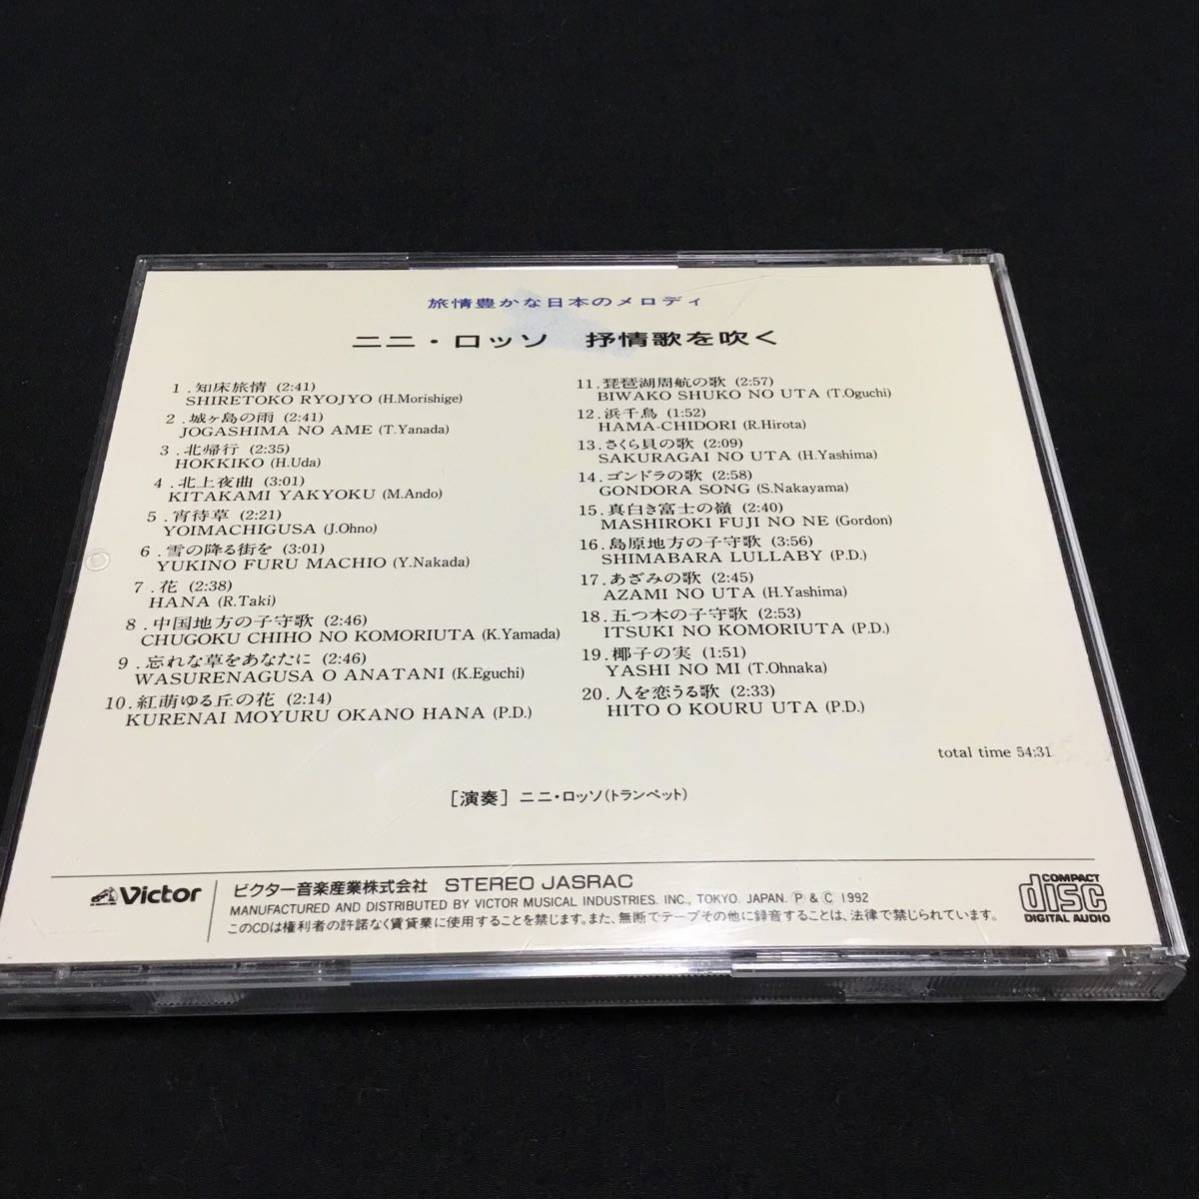 旅情豊かな日本のメロディ
ニニ・ロッソ 抒情歌を吹く
1.知床旅情 (2:41)
SHIRETOKO RYOJYO (H.Morishige)
2.城ヶ島の雨 (2:41)
JOGASHIMA NO AME (T.Yanada)
3.北帰行 (2:35)
HOKKIKO (H.Uda)
4.北上夜曲 (3:01)
KITAKAMI YAKYOKU (M.Ando)
5.宵待草 (2:21)
YOIMACHIGUSA (J.Ohno)
6.雪の降る街を (3:01)
YUKINO FURU MACHIO (Y.Nakada)
7.花 (2:38)
HANA (R.Taki)
8.中国地方の子守歌 (2:46)
CHUGOKU CHIHO NO KOMORIUTA (K.Yamada)
9.忘れな草をあなたに (2:46)
WASURENAGUSA O ANATANI (K.Eguchi)
10.紅萌ゆる丘の花 (2:14)
KURENAI MOYURU OKANO HANA (P.D.)
11.琵琶湖周航の歌 (2:57)
BIWAKO SHUKO NO UTA (T.Oguchi)
12.浜千鳥 (1:52)
HAMA-CHIDORI (R.Hirota)
13.さくら貝の歌 (2:09)
SAKURAGAI NO UTA (H.Yashima)
14.ゴンドラの歌 (2:58)
GONDORA SONG (S.Nakayama)
15.真白き富士の嶺 (2:40)
MASHIROKI FUJI NO NE (Gordon)
16.島原地方の子守歌 (3:56)
SHIMABARA LULLABY (P.D.)
17.あざみの歌 (2:45)
AZAMI NO UTA (H.Yashima)
18.五つ木の子守歌 (2:53)
ITSUKI NO KOMORIUTA (P.D.)
19.椰子の実 (1:51)
YASHI NO MI (T.Ohnaka)
20.人を恋うる歌 (2:33)
HITO O KOURU UTA (P.D.)
total time 54:31
[演奏] ニニ・ロッソ(トランペット)
Victor
ビクター音楽産業株式会社 STEREO JASRAC
MANUFACTURED AND DISTRIBUTED BY VICTOR MUSICAL INDUSTRIES. INC., TOKYO. JAPAN. Ⓟ & Ⓒ 1992
このCDは権利者の許諾なく賃貸業に使用することを禁じます。また、無断でテープその他に録音することは、法律で禁じられています。
COMPACT
disc
DIGITAL AUDIO